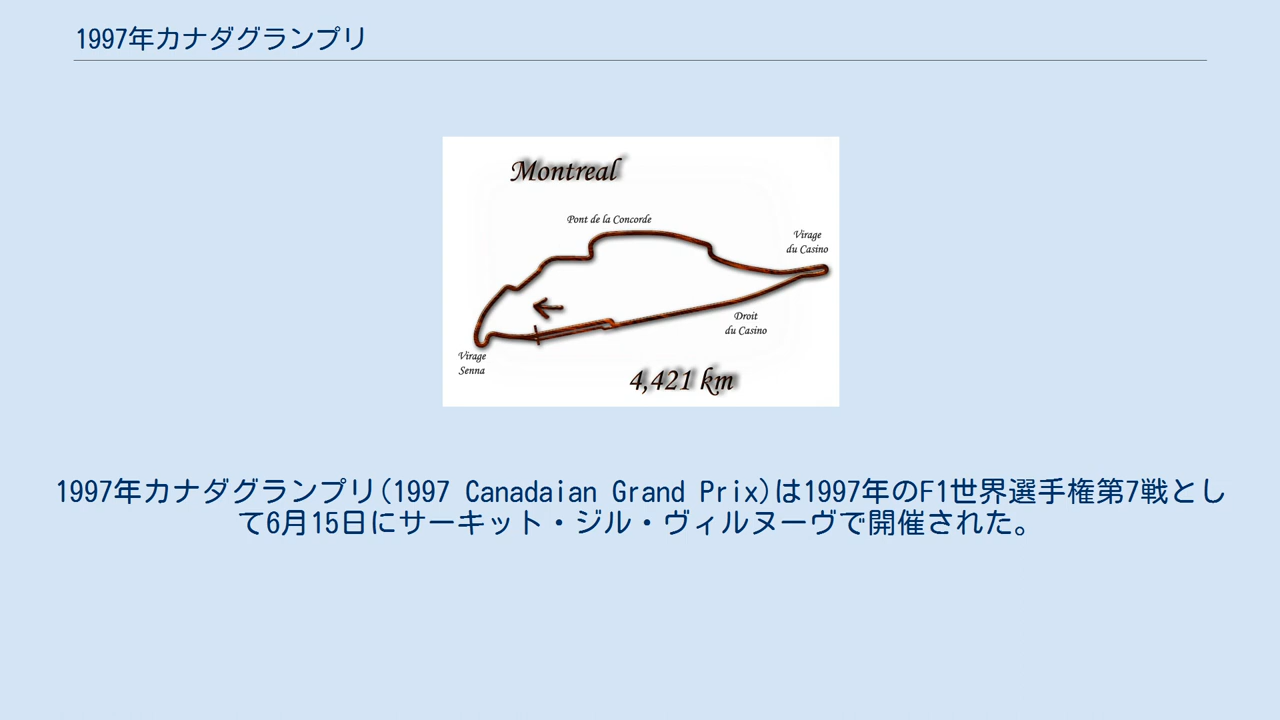 1997年カナダグランプリ
Montreal
Pont de la Concorde
Virage
du Casino
Droit
du Casino
Virage
Senna
4,421 km
1997年カナダグランプリ(1997 Canadaian Grand Prix)は1997年のF1世界選手権第7戦とし
て6月15日にサーキット・ジル・ヴィルヌーヴで開催された。